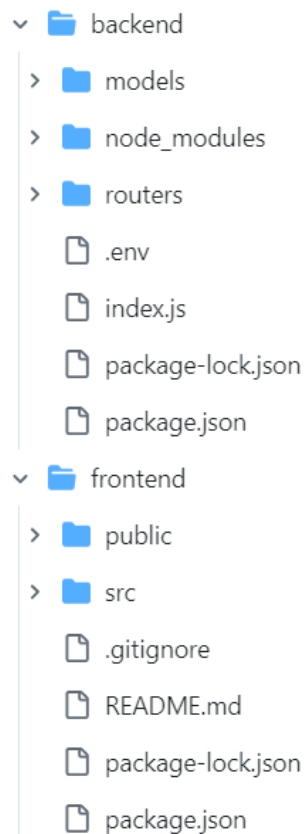 backend
models
node_modules
routers
.env
index.js
package-lock.json
package.json
frontend
public
src
.gitignore
README.md
package-lock.json
package.json